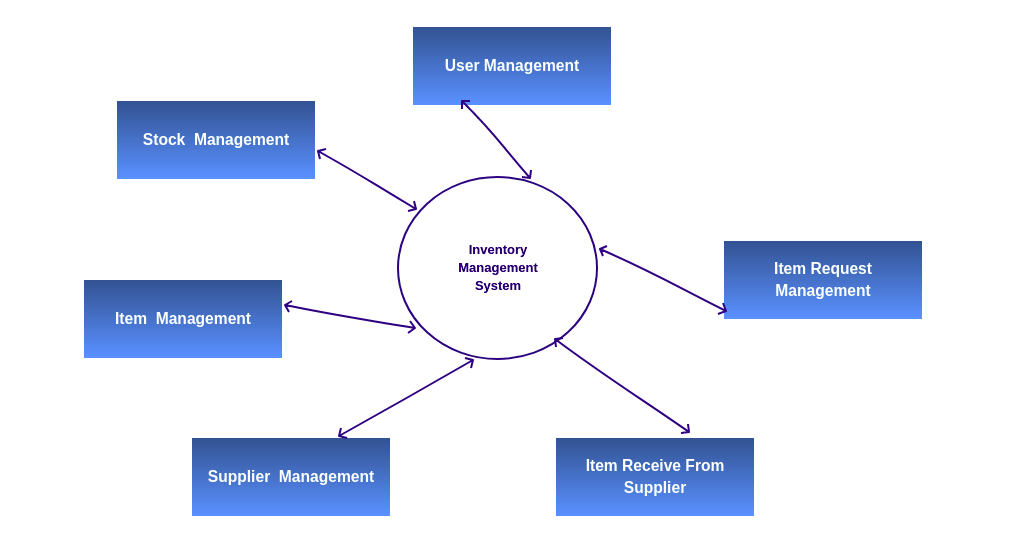 User Management
Stock  Management
Inventory
Management
System
Item Request
Management
Item  Management
Supplier  Management
Item Receive From
Supplier